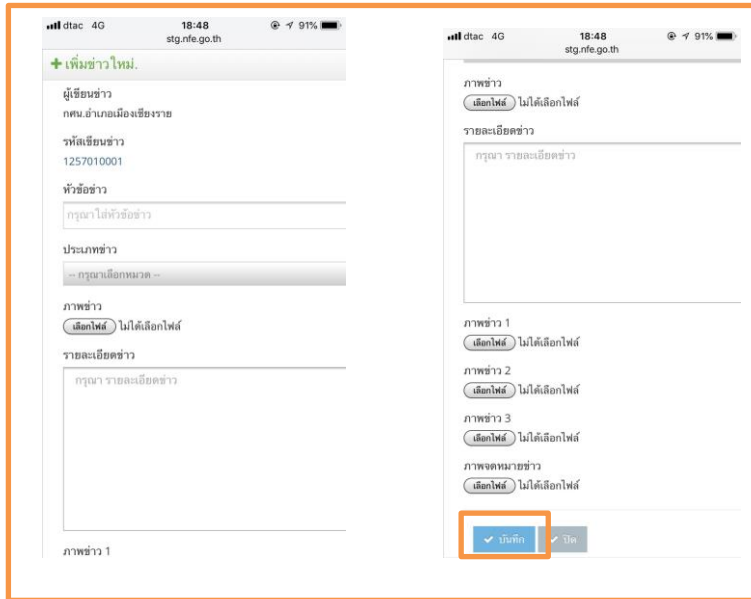 dtac 4G 18:48 91%
stg.nfe.go.th
เพิ่มข่าวใหม่.
ผู้เขียนข่าว
กศน.อำเภอเมืองเชียงราย
รหัสเขียนข่าว
1257010001
หัวข้อข่าว
กรุณาใส่หัวข้อข่าว
ประเภทข่าว
-- กรุณาเลือกหมวด --
ภาพข่าว
เลือกไฟล์ ไม่ได้เลือกไฟล์
รายละเอียดข่าว
กรุณา รายละเอียดข่าว
ภาพข่าว 1
dtac 4G 18:48 91%
stg.nfe.go.th
ภาพข่าว
เลือกไฟล์ ไม่ได้เลือกไฟล์
รายละเอียดข่าว
กรุณา รายละเอียดข่าว
ภาพข่าว 1
เลือกไฟล์ ไม่ได้เลือกไฟล์
ภาพข่าว 2
เลือกไฟล์ ไม่ได้เลือกไฟล์
ภาพข่าว 3
เลือกไฟล์ ไม่ได้เลือกไฟล์
ภาพจดหมายข่าว
เลือกไฟล์ ไม่ได้เลือกไฟล์
บันทึก ปิด